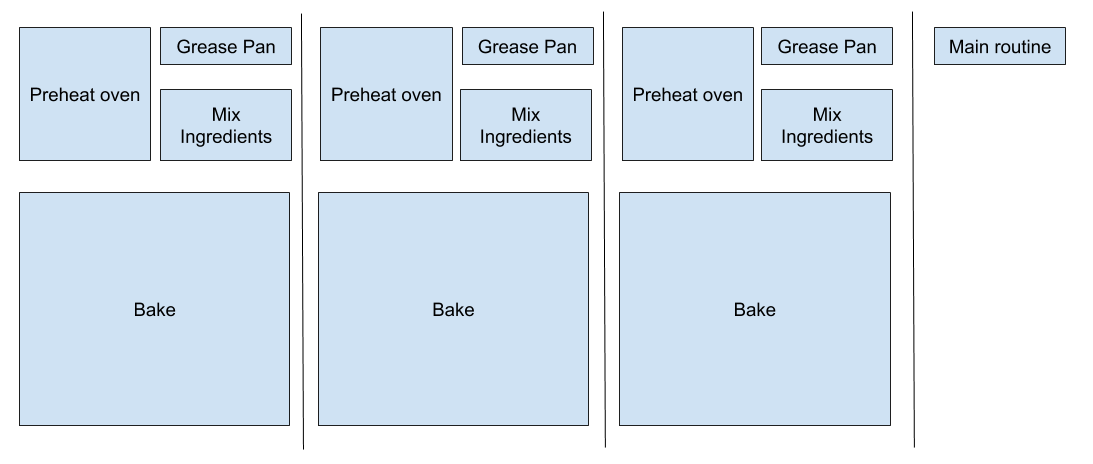 Grease Pan
Preheat oven
Mix
Ingredients
Bake
Grease Pan
Preheat oven
Mix
Ingredients
Bake
Grease Pan
Preheat oven
Mix
Ingredients
Bake
Main routine